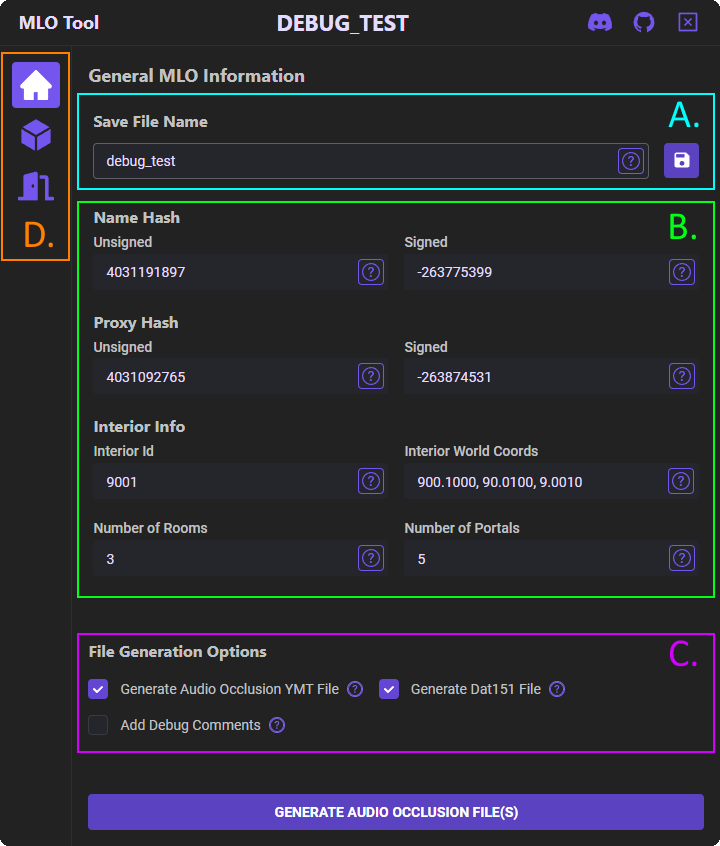 MLO Tool DEBUG_TEST
General MLO Information
A.
Save File Name
debug_test ?
B.
Name Hash
Unsigned Signed
4031191897 ? -263775399 ?
Proxy Hash
Unsigned Signed
4031092765 ? -263874531 ?
Interior Info
Interior Id Interior World Coords
9001 ? 900.1000, 90.0100, 9.0010 ?
Number of Rooms Number of Portals
3 ? 5 ?
D.
C.
File Generation Options
Generate Audio Occlusion YMT File ? Generate Dat151 File ?
Add Debug Comments ?
GENERATE AUDIO OCCLUSION FILE(S)